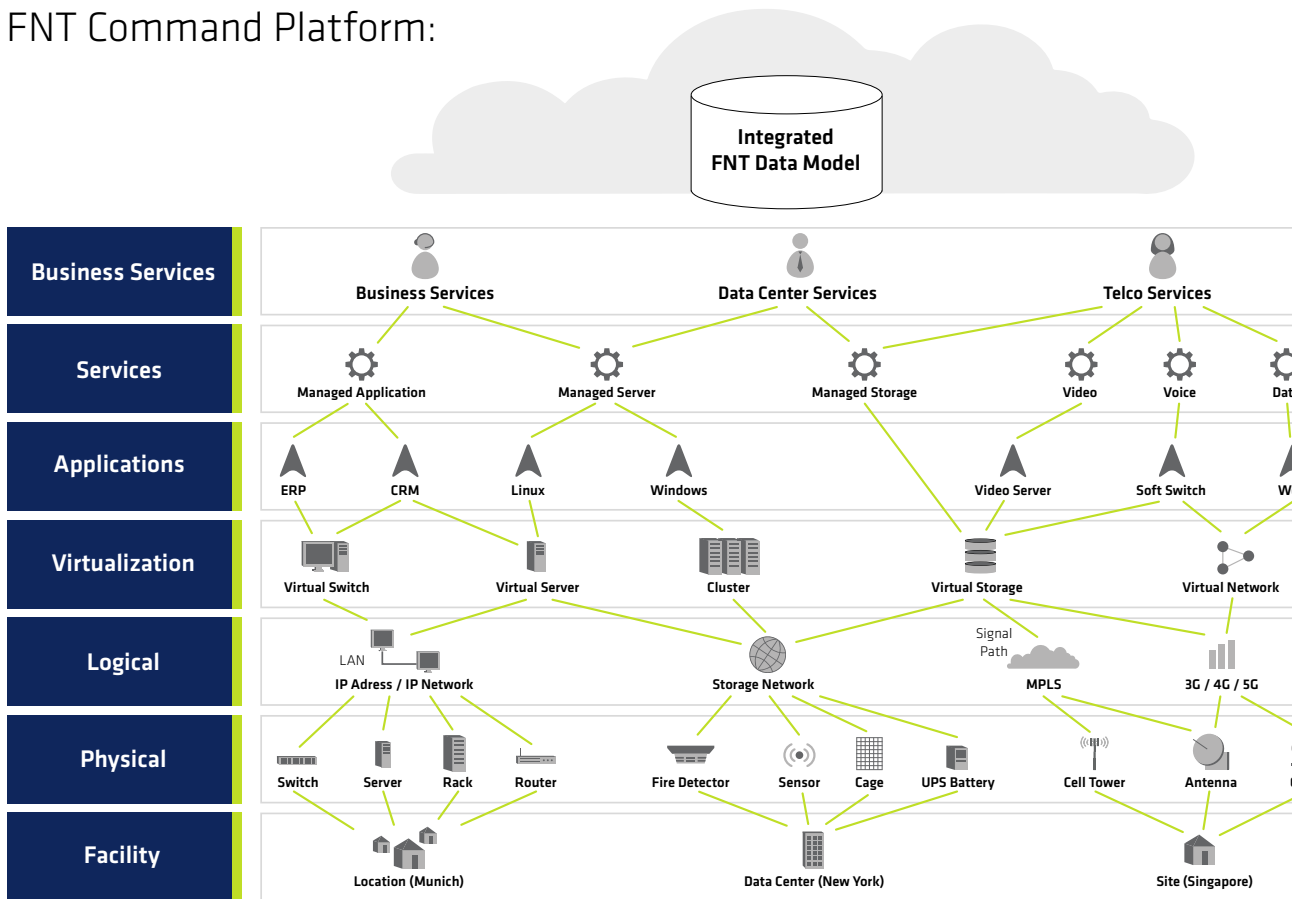 FNT Command Platform:
Integrated
FNT Data Model
Business Services
Business Services
Data Center Services
Telco Services
Services
Managed Application
Managed Server
Managed Storage
Video
Voice
Applications
ERP
CRM
Linux
Windows
Video Server
Soft Switch
Virtualization
Virtual Switch
Virtual Server
Cluster
Virtual Storage
Virtual Network
Logical
LAN
IP Adress / IP Network
Storage Network
Signal
Path
MPLS
3G / 4G / 5G
Physical
Switch
Server
Rack
Router
Fire Detector
Sensor
Cage
UPS Battery
Cell Tower
Antenna
Facility
Location (Munich)
Data Center (New York)
Site (Singapore)